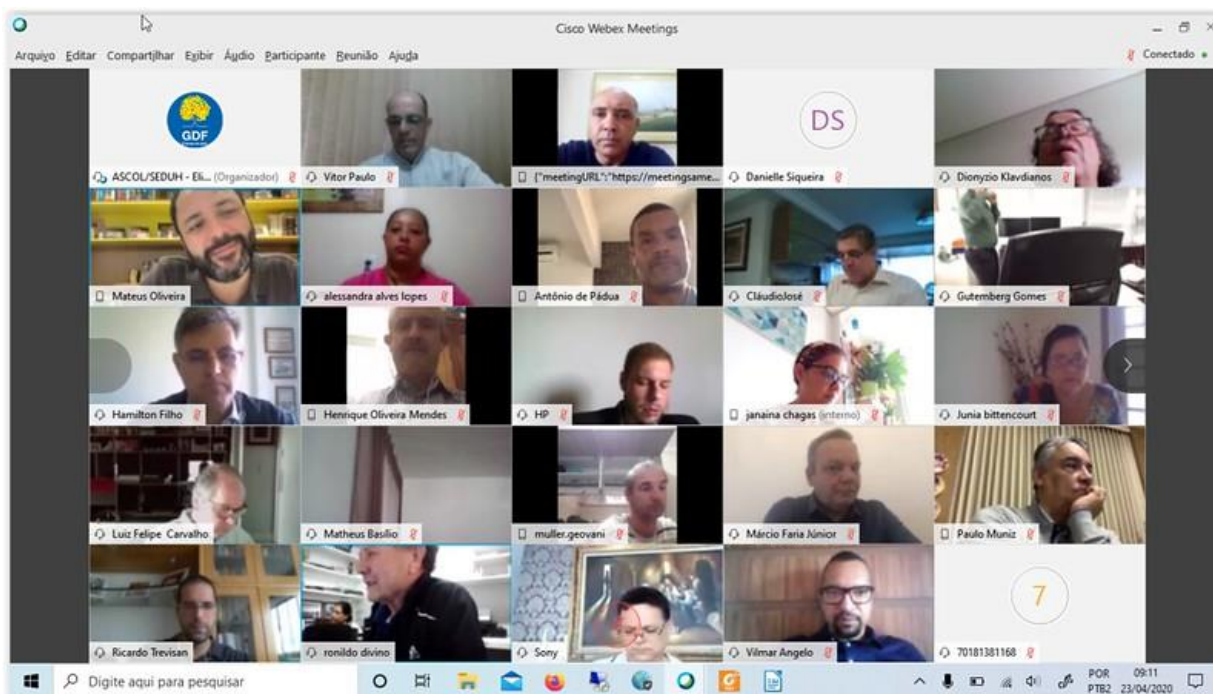 Cisco Webex Meetings
Arquivo Editar Compartilhar Exibir Áudio Participante Reunião Ajuda
Conectado
GDF
DS
ASCOL/SEDUH - Eli... (Organizador)
Vitor Paulo
{"meetingURL":"https://meetingsame...
Danielle Siqueira
Dionyzio Klavdianos
Mateus Oliveira
alessandra alves lopes
Antônio de Pádua
CláudioJosé
Gutemberg Gomes
Hamilton Filho
Henrique Oliveira Mendes
HP
janaina chagas (interno)
Junia bittencourt
Luiz Felipe Carvalho
Matheus Basílio
muller.geovani
Márcio Faria Júnior
Paulo Muniz
7
Ricardo Trevisan
ronildo divino
Sony
Vilmar Angelo
70181381168
Digite aqui para pesquisar
POR
PTB2
09:11
23/04/2020